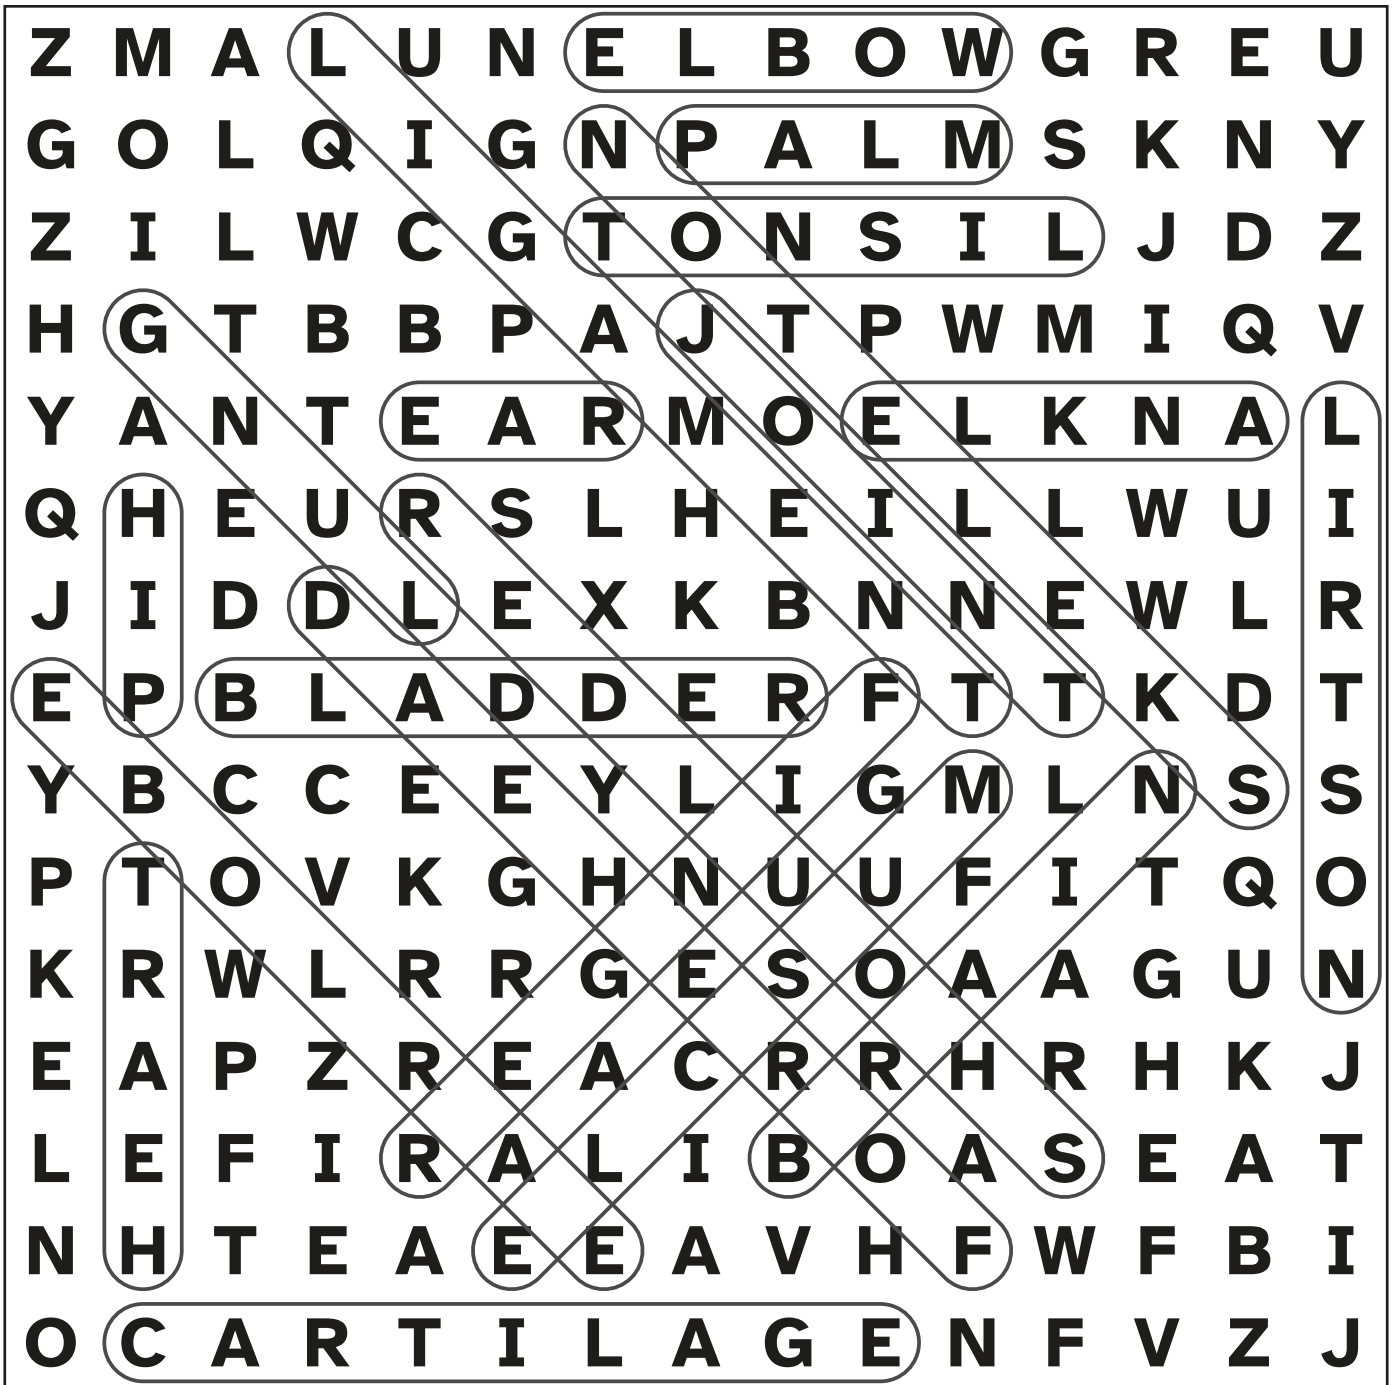 Z M A L U N E L B O W G R E U
G O L Q I G N P A L M S K N Y
Z I L W C G T O N S I L J D Z
H G T B B P A J T P W M I Q V
Y A N T E A R M O E L K N A L
Q H E U R S L H E I L L W U I
J I D D L E X K B N N E W L R
E P B L A D D E R F T T K D T
Y B C C E E Y L I G M L N S S
P T O V K G H N U U F I T Q O
K R W L R R G E S O A A G U N
E A P Z R E A C R R H R H K J
L E F I R A L I B O A S E A T
N H T E A E E A V H F W F B I
O C A R T I L A G E N F V Z J